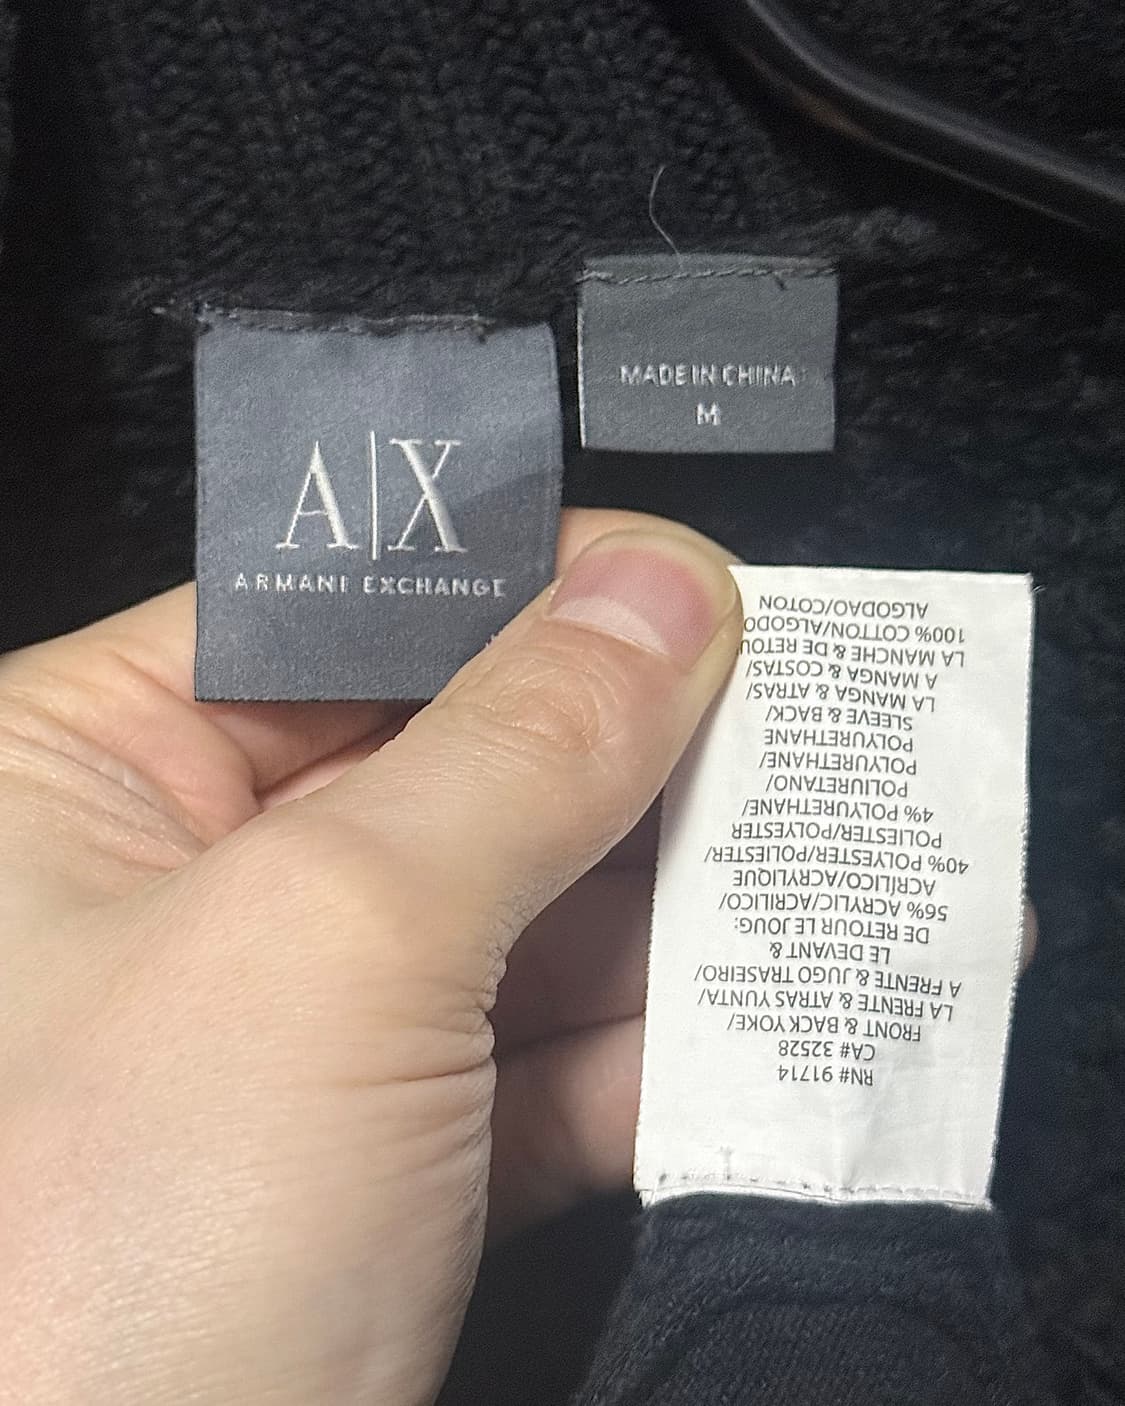 A|X
ARMANI EXCHANGE
MADE IN CHINA
M
RN# 91714
CA# 32528
FRONT & BACK YOKE/
LA FRENTE & ATRAS YUNTA/
A FRENTE & JUGO TRASEIRO/
LE DEVANT &
DE RETOUR LE JOUG:
56% ACRYLIC/ACRILICO/
ACRÍLICO/ACRYLIQUE
40% POLYESTER/POLIESTER/
POLIESTER/POLYESTER
4% POLYURETHANE/
POLIURETANO/
POLYURETHANE/
POLYURETHANE
SLEEVE & BACK/
LA MANGA & ATRAS/
A MANGA & COSTAS/
LA MANCHE & DE RETOU
100% COTTON/ALGODO
ALGODAO/COTON